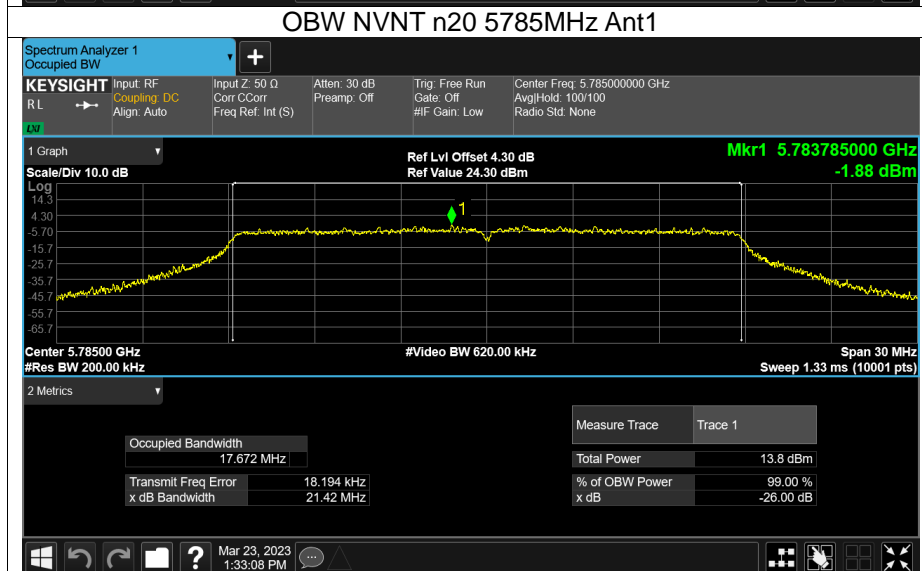 OBW NVNT n20 5785MHz Ant1
Spectrum Analyzer 1
Occupied BW
+
KEYSIGHT Input: RF Input Z: 50 Ω Atten: 30 dB Trig: Free Run Center Freq: 5.785000000 GHz
R L Coupling: DC Corr CCorr Preamp: Off Gate: Off Avg|Hold: 100/100
Align: Auto Freq Ref: Int (S) #IF Gain: Low Radio Std: None
LXI
1 Graph Ref Lvl Offset 4.30 dB Mkr1 5.783785000 GHz
Scale/Div 10.0 dB Ref Value 24.30 dBm -1.88 dBm
Log
14.3
1
4.30
-5.70
-15.7
-25.7
-35.7
-45.7
-55.7
-65.7
Center 5.78500 GHz #Video BW 620.00 kHz Span 30 MHz
#Res BW 200.00 kHz Sweep 1.33 ms (10001 pts)
2 Metrics
Measure Trace Trace 1
Occupied Bandwidth
17.672 MHz Total Power 13.8 dBm
Transmit Freq Error 18.194 kHz % of OBW Power 99.00 %
x dB Bandwidth 21.42 MHz x dB -26.00 dB
? Mar 23, 2023
1:33:08 PM